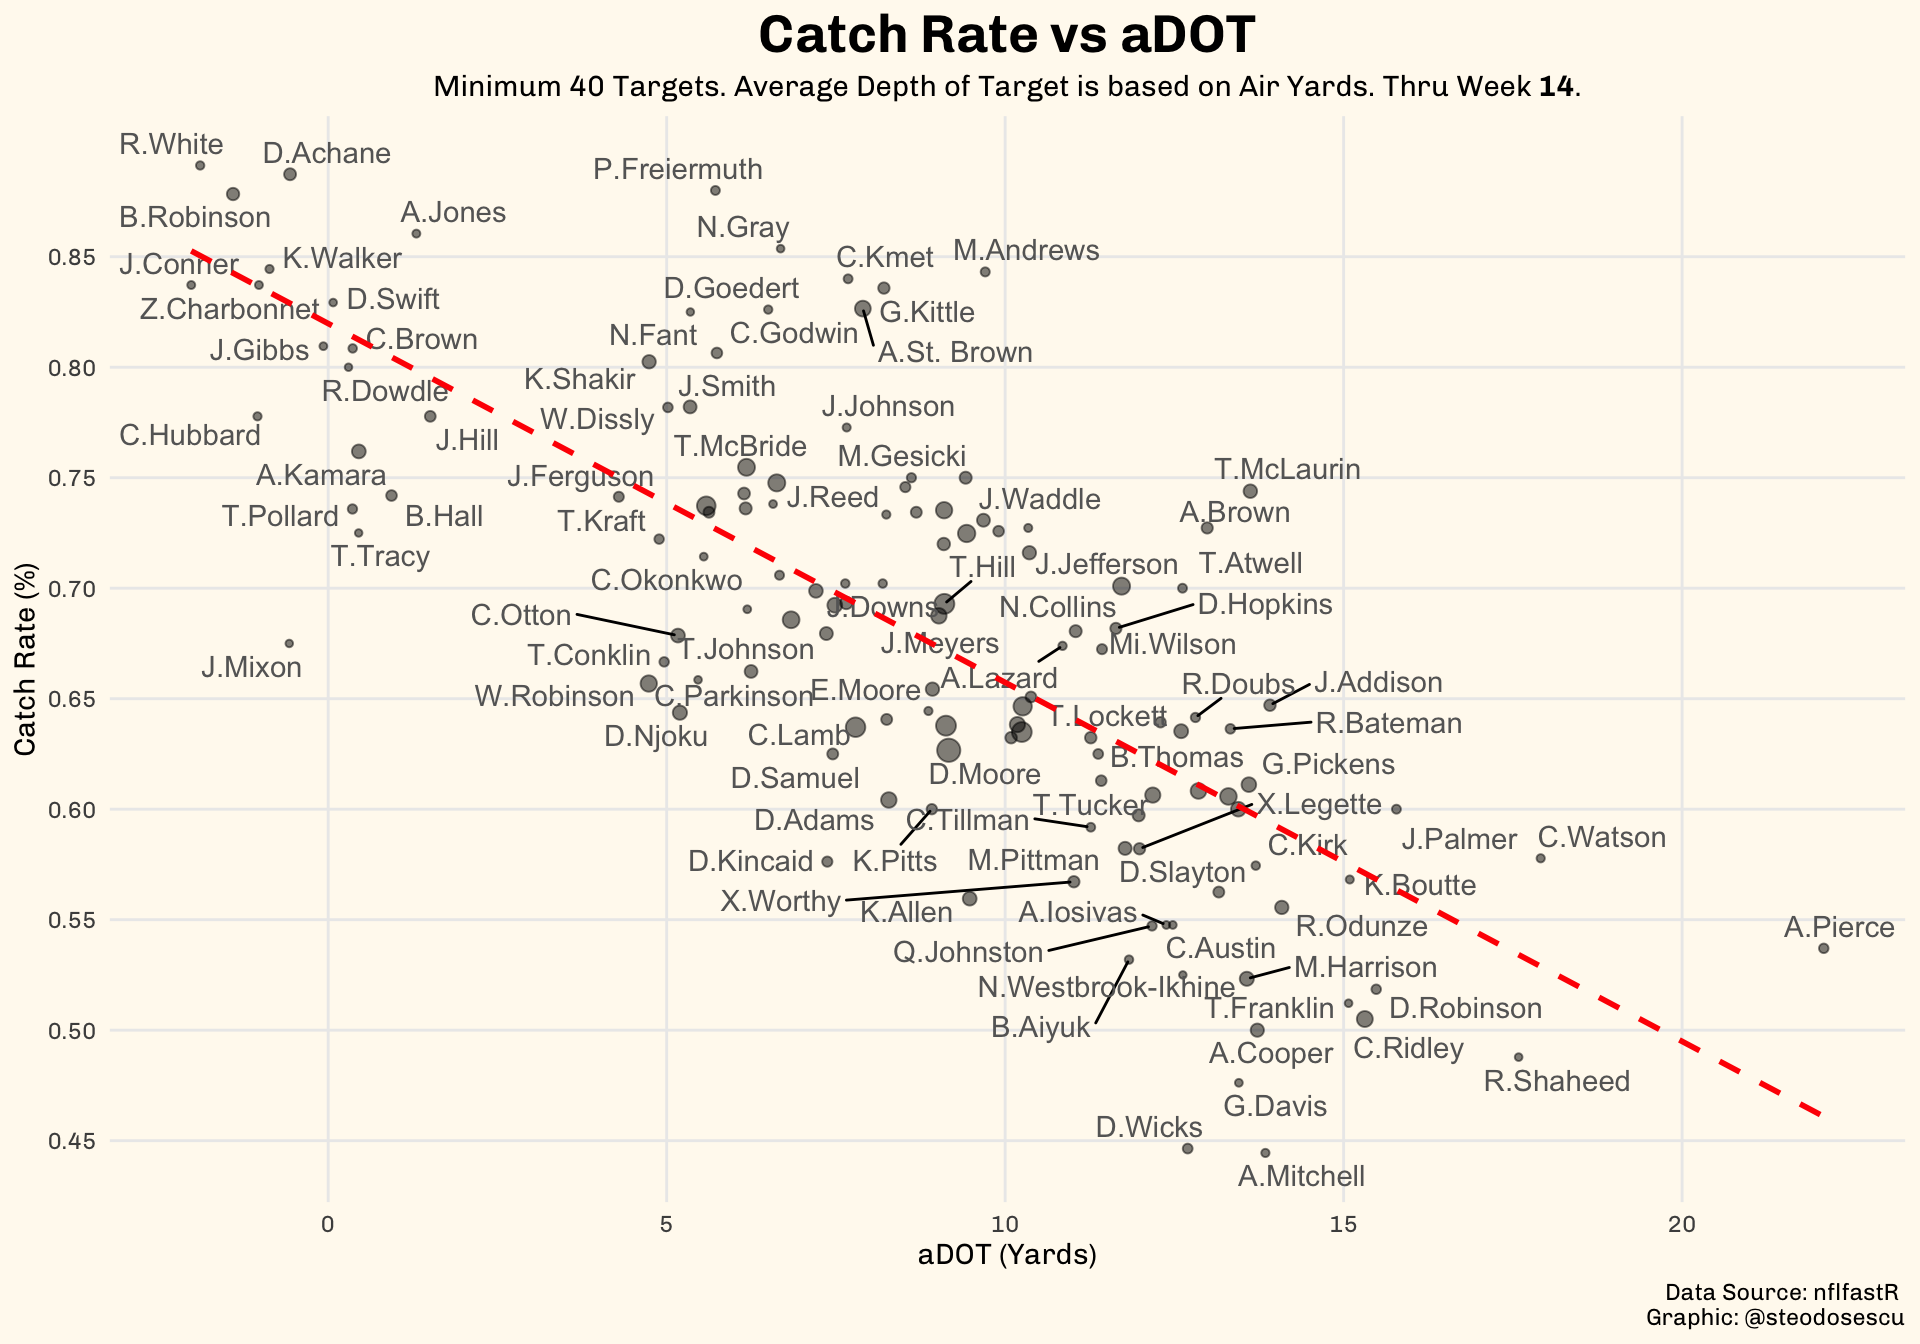 Catch Rate vs aDOT
Minimum 40 Targets. Average Depth of Target is based on Air Yards. Thru Week 14.
R.White
D.Achane
P.Freiermuth
B.Robinson
A.Jones
N.Gray
C.Kmet
M.Andrews
J.Conner
K.Walker
D.Goedert
Z.Charbonnet
D.Swift
G.Kittle
N.Fant
C.Godwin
J.Gibbs
C.Brown
A.St. Brown
R.Dowdle
K.Shakir
J.Smith
C.Hubbard
J.Hill
W.Dissly
J.Johnson
T.McBride
M.Gesicki
A.Kamara
J.Ferguson
J.Reed
J.Waddle
T.McLaurin
T.Pollard
B.Hall
T.Kraft
A.Brown
T.Tracy
C.Okonkwo
T.Hill
J.Jefferson
T.Atwell
C.Otton
J.Downs
N.Collins
D.Hopkins
J.Mixon
T.Conklin
T.Johnson
J.Meyers
Mi.Wilson
W.Robinson
C.Parkinson
E.Moore
A.Lazard
R.Doubs
J.Addison
D.Njoku
C.Lamb
T.Lockett
R.Bateman
D.Samuel
D.Moore
B.Thomas
G.Pickens
D.Adams
C.Tillman
T.Tucker
X.Legette
D.Kincaid
K.Pitts
M.Pittman
D.Slayton
C.Kirk
J.Palmer
C.Watson
X.Worthy
K.Allen
A.Iosivas
K.Boutte
Q.Johnston
C.Austin
R.Odunze
A.Pierce
N.Westbrook-Ikhine
M.Harrison
B.Aiyuk
T.Franklin
D.Robinson
A.Cooper
C.Ridley
R.Shaheed
G.Davis
D.Wicks
A.Mitchell
Catch Rate (%)
0.85
0.80
0.75
0.70
0.65
0.60
0.55
0.50
0.45
0
5
10
15
20
aDOT (Yards)
Data Source: nflfastR
Graphic: @steodosescu